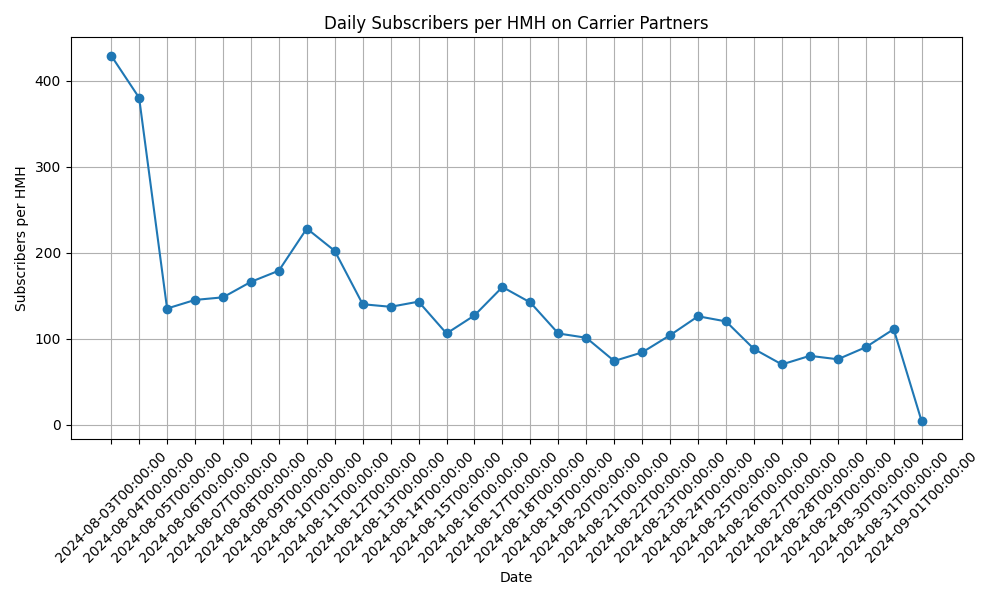 Daily Subscribers per HMH on Carrier Partners
Subscribers per HMH
400
300
200
100
0
2024-08-03T00:00:00
2024-08-04T00:00:00
2024-08-05T00:00:00
2024-08-06T00:00:00
2024-08-07T00:00:00
2024-08-08T00:00:00
2024-08-09T00:00:00
2024-08-10T00:00:00
2024-08-11T00:00:00
2024-08-12T00:00:00
2024-08-13T00:00:00
2024-08-14T00:00:00
2024-08-15T00:00:00
2024-08-16T00:00:00
2024-08-17T00:00:00
2024-08-18T00:00:00
2024-08-19T00:00:00
2024-08-20T00:00:00
2024-08-21T00:00:00
2024-08-22T00:00:00
2024-08-23T00:00:00
2024-08-24T00:00:00
2024-08-25T00:00:00
2024-08-26T00:00:00
2024-08-27T00:00:00
2024-08-28T00:00:00
2024-08-29T00:00:00
2024-08-30T00:00:00
2024-08-31T00:00:00
2024-09-01T00:00:00
Date